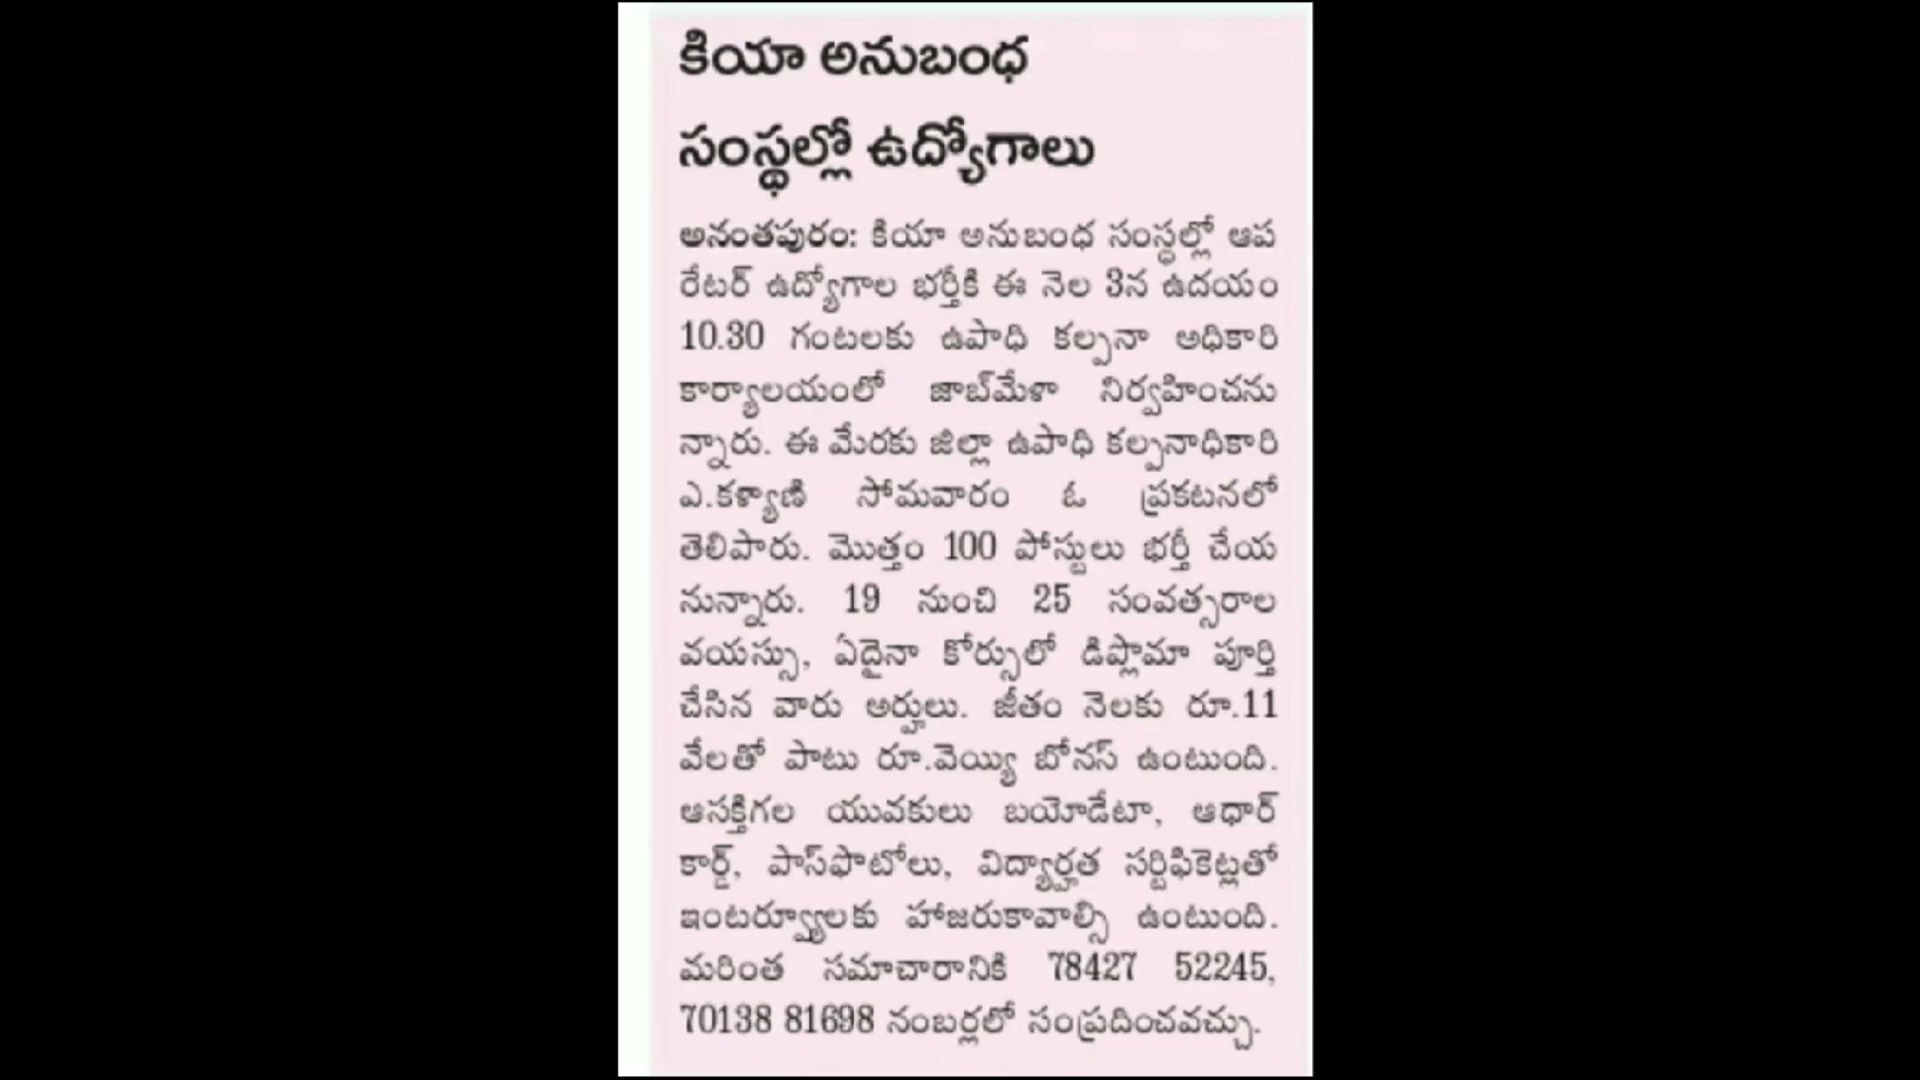 కియా అనుబంధ
సంస్థల్లో ఉద్యోగాలు
అనంతపురం: కియా అనుబంధ సంస్థల్లో ఆప
రేటర్ ఉద్యోగాల భర్తీకి ఈ నెల 3న ఉదయం
10.30 గంటలకు ఉపాధి కల్పనా అధికారి
కార్యాలయంలో జాబ్‌మేళా నిర్వహించను
న్నారు. ఈ మేరకు జిల్లా ఉపాధి కల్పనాధికారి
ఎ.కళ్యాణి సోమవారం ఓ ప్రకటనలో
తెలిపారు. మొత్తం 100 పోస్టులు భర్తీ చేయ
నున్నారు. 19 నుంచి 25 సంవత్సరాల
వయస్సు, ఏదైనా కోర్సులో డిప్లొమా పూర్తి
చేసిన వారు అర్హులు. జీతం నెలకు రూ.11
వేలతో పాటు రూ.వెయ్యి బోనస్ ఉంటుంది.
ఆసక్తిగల యువకులు బయోడేటా, ఆధార్
కార్డ్, పాస్‌ఫొటోలు, విద్యార్హత సర్టిఫికెట్లతో
ఇంటర్వ్యూలకు హాజరుకావాల్సి ఉంటుంది.
మరింత సమాచారానికి 78427 52245,
70138 81698 నంబర్లలో సంప్రదించవచ్చు.